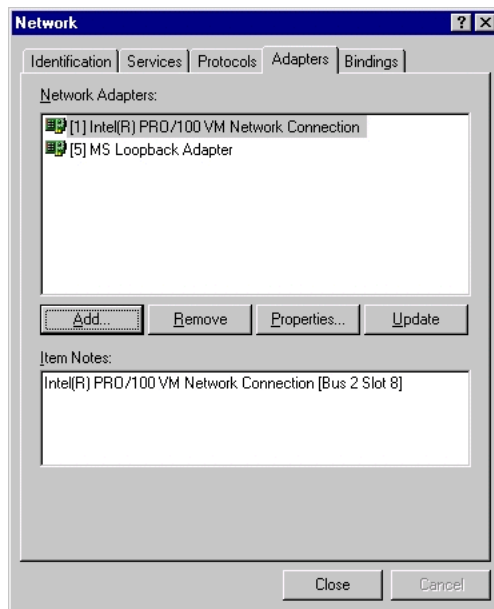 Network
Identification Services Protocols Adapters Bindings
Network Adapters:
[1] Intel(R) PRO/100 VM Network Connection
[5] MS Loopback Adapter
Add... Remove Properties... Update
Item Notes:
Intel(R) PRO/100 VM Network Connection [Bus 2 Slot 8]
Close Cancel